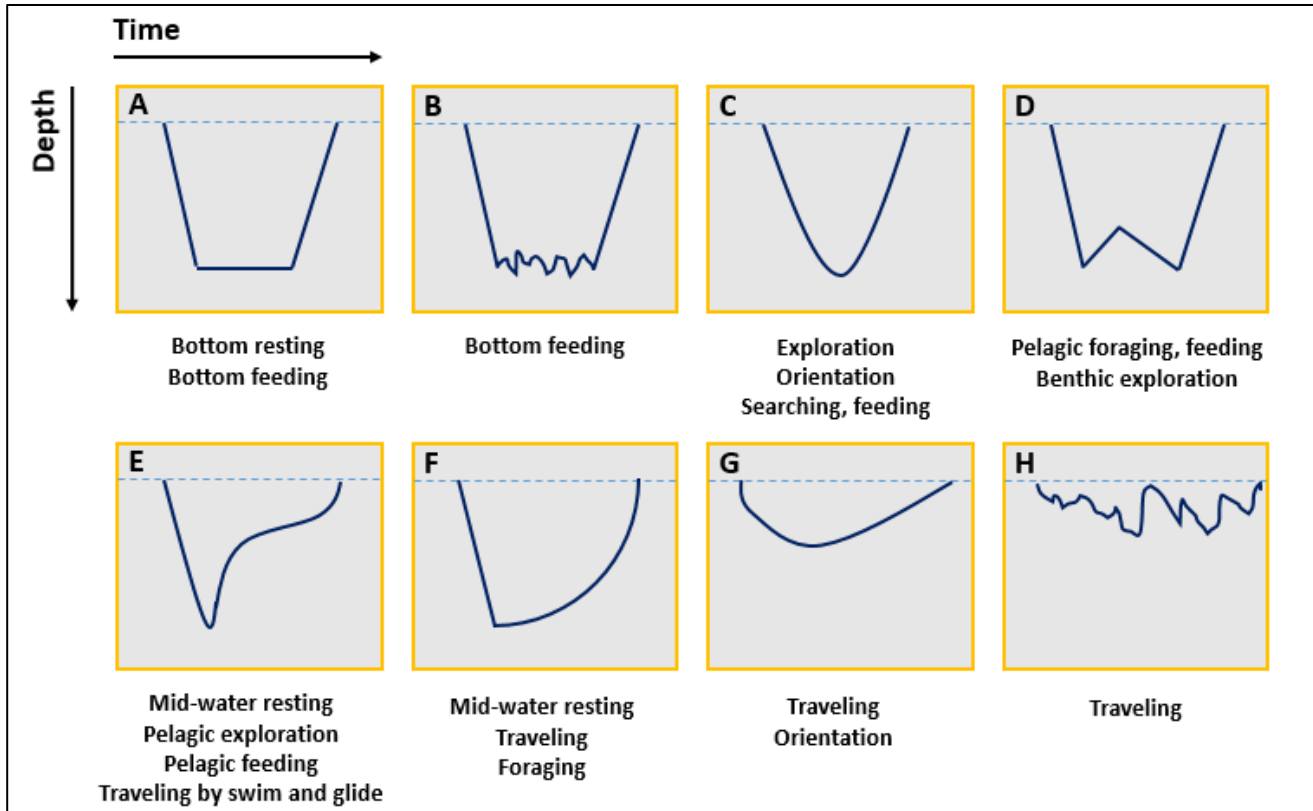 Time
Depth
A
B
C
D
Bottom resting
Bottom feeding
Bottom feeding
Exploration
Orientation
Searching, feeding
Pelagic foraging, feeding
Benthic exploration
E
F
G
H
Mid-water resting
Pelagic exploration
Pelagic feeding
Traveling by swim and glide
Mid-water resting
Traveling
Foraging
Traveling
Orientation
Traveling